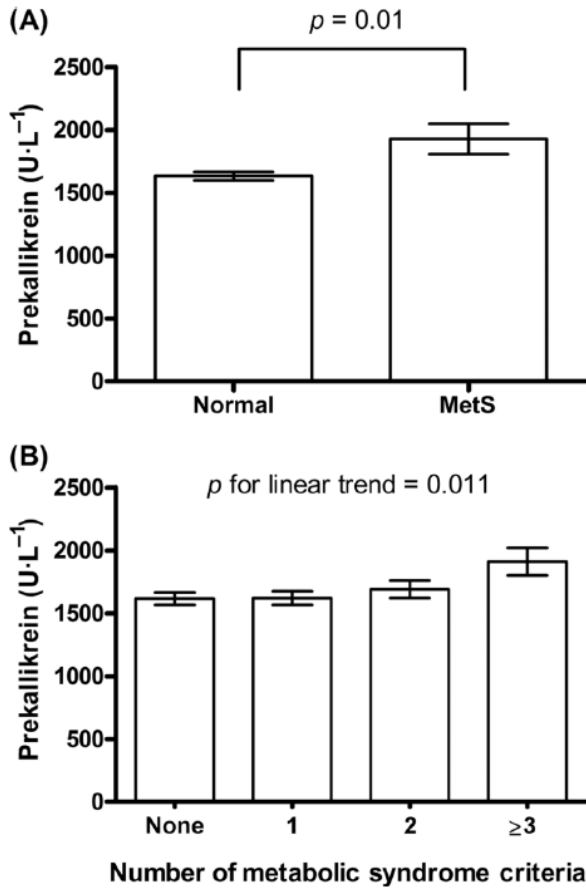 (A)
p = 0.01
Prekallikrein (U·L⁻¹)
2500
2000
1500
1000
500
0
Normal MetS
(B)
p for linear trend = 0.011
Prekallikrein (U·L⁻¹)
2500
2000
1500
1000
500
0
None 1 2 ≥3
Number of metabolic syndrome criteria